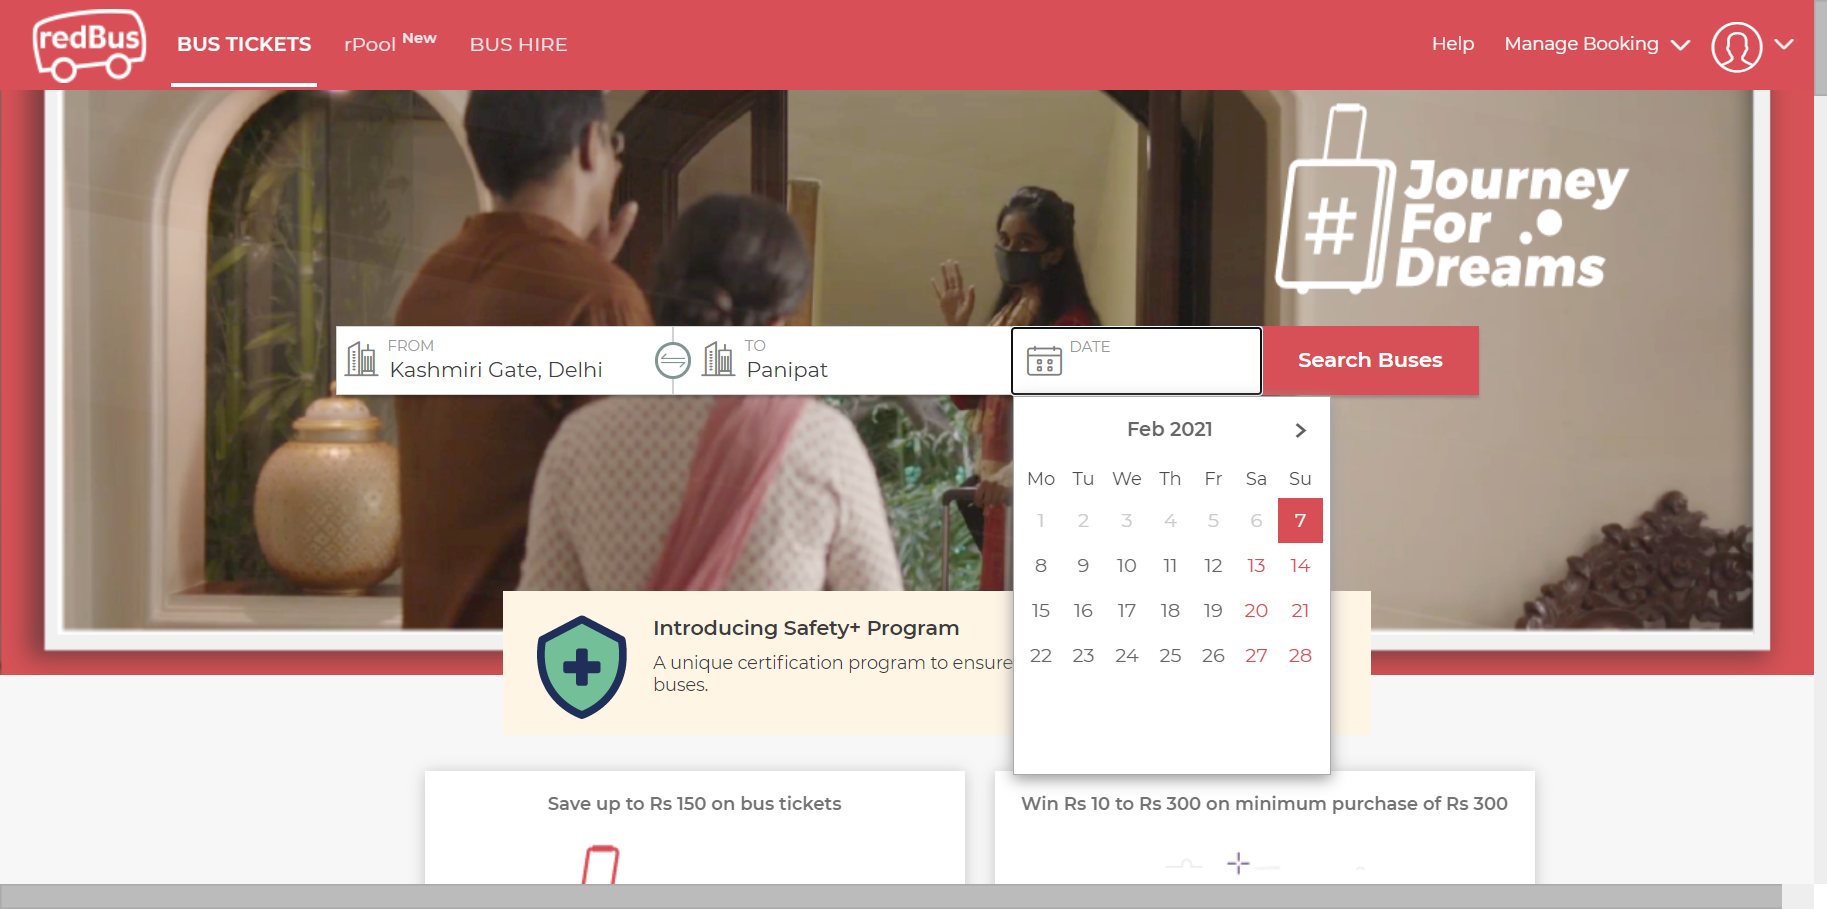 redBus
BUS TICKETS
rPool New
BUS HIRE
Help
Manage Booking
# Journey
For
Dreams
FROM
Kashmiri Gate, Delhi
TO
Panipat
DATE
Search Buses
Feb 2021
Mo Tu We Th Fr Sa Su
1 2 3 4 5 6 7
8 9 10 11 12 13 14
15 16 17 18 19 20 21
22 23 24 25 26 27 28
Introducing Safety+ Program
A unique certification program to ensure
buses.
Save up to Rs 150 on bus tickets
Win Rs 10 to Rs 300 on minimum purchase of Rs 300